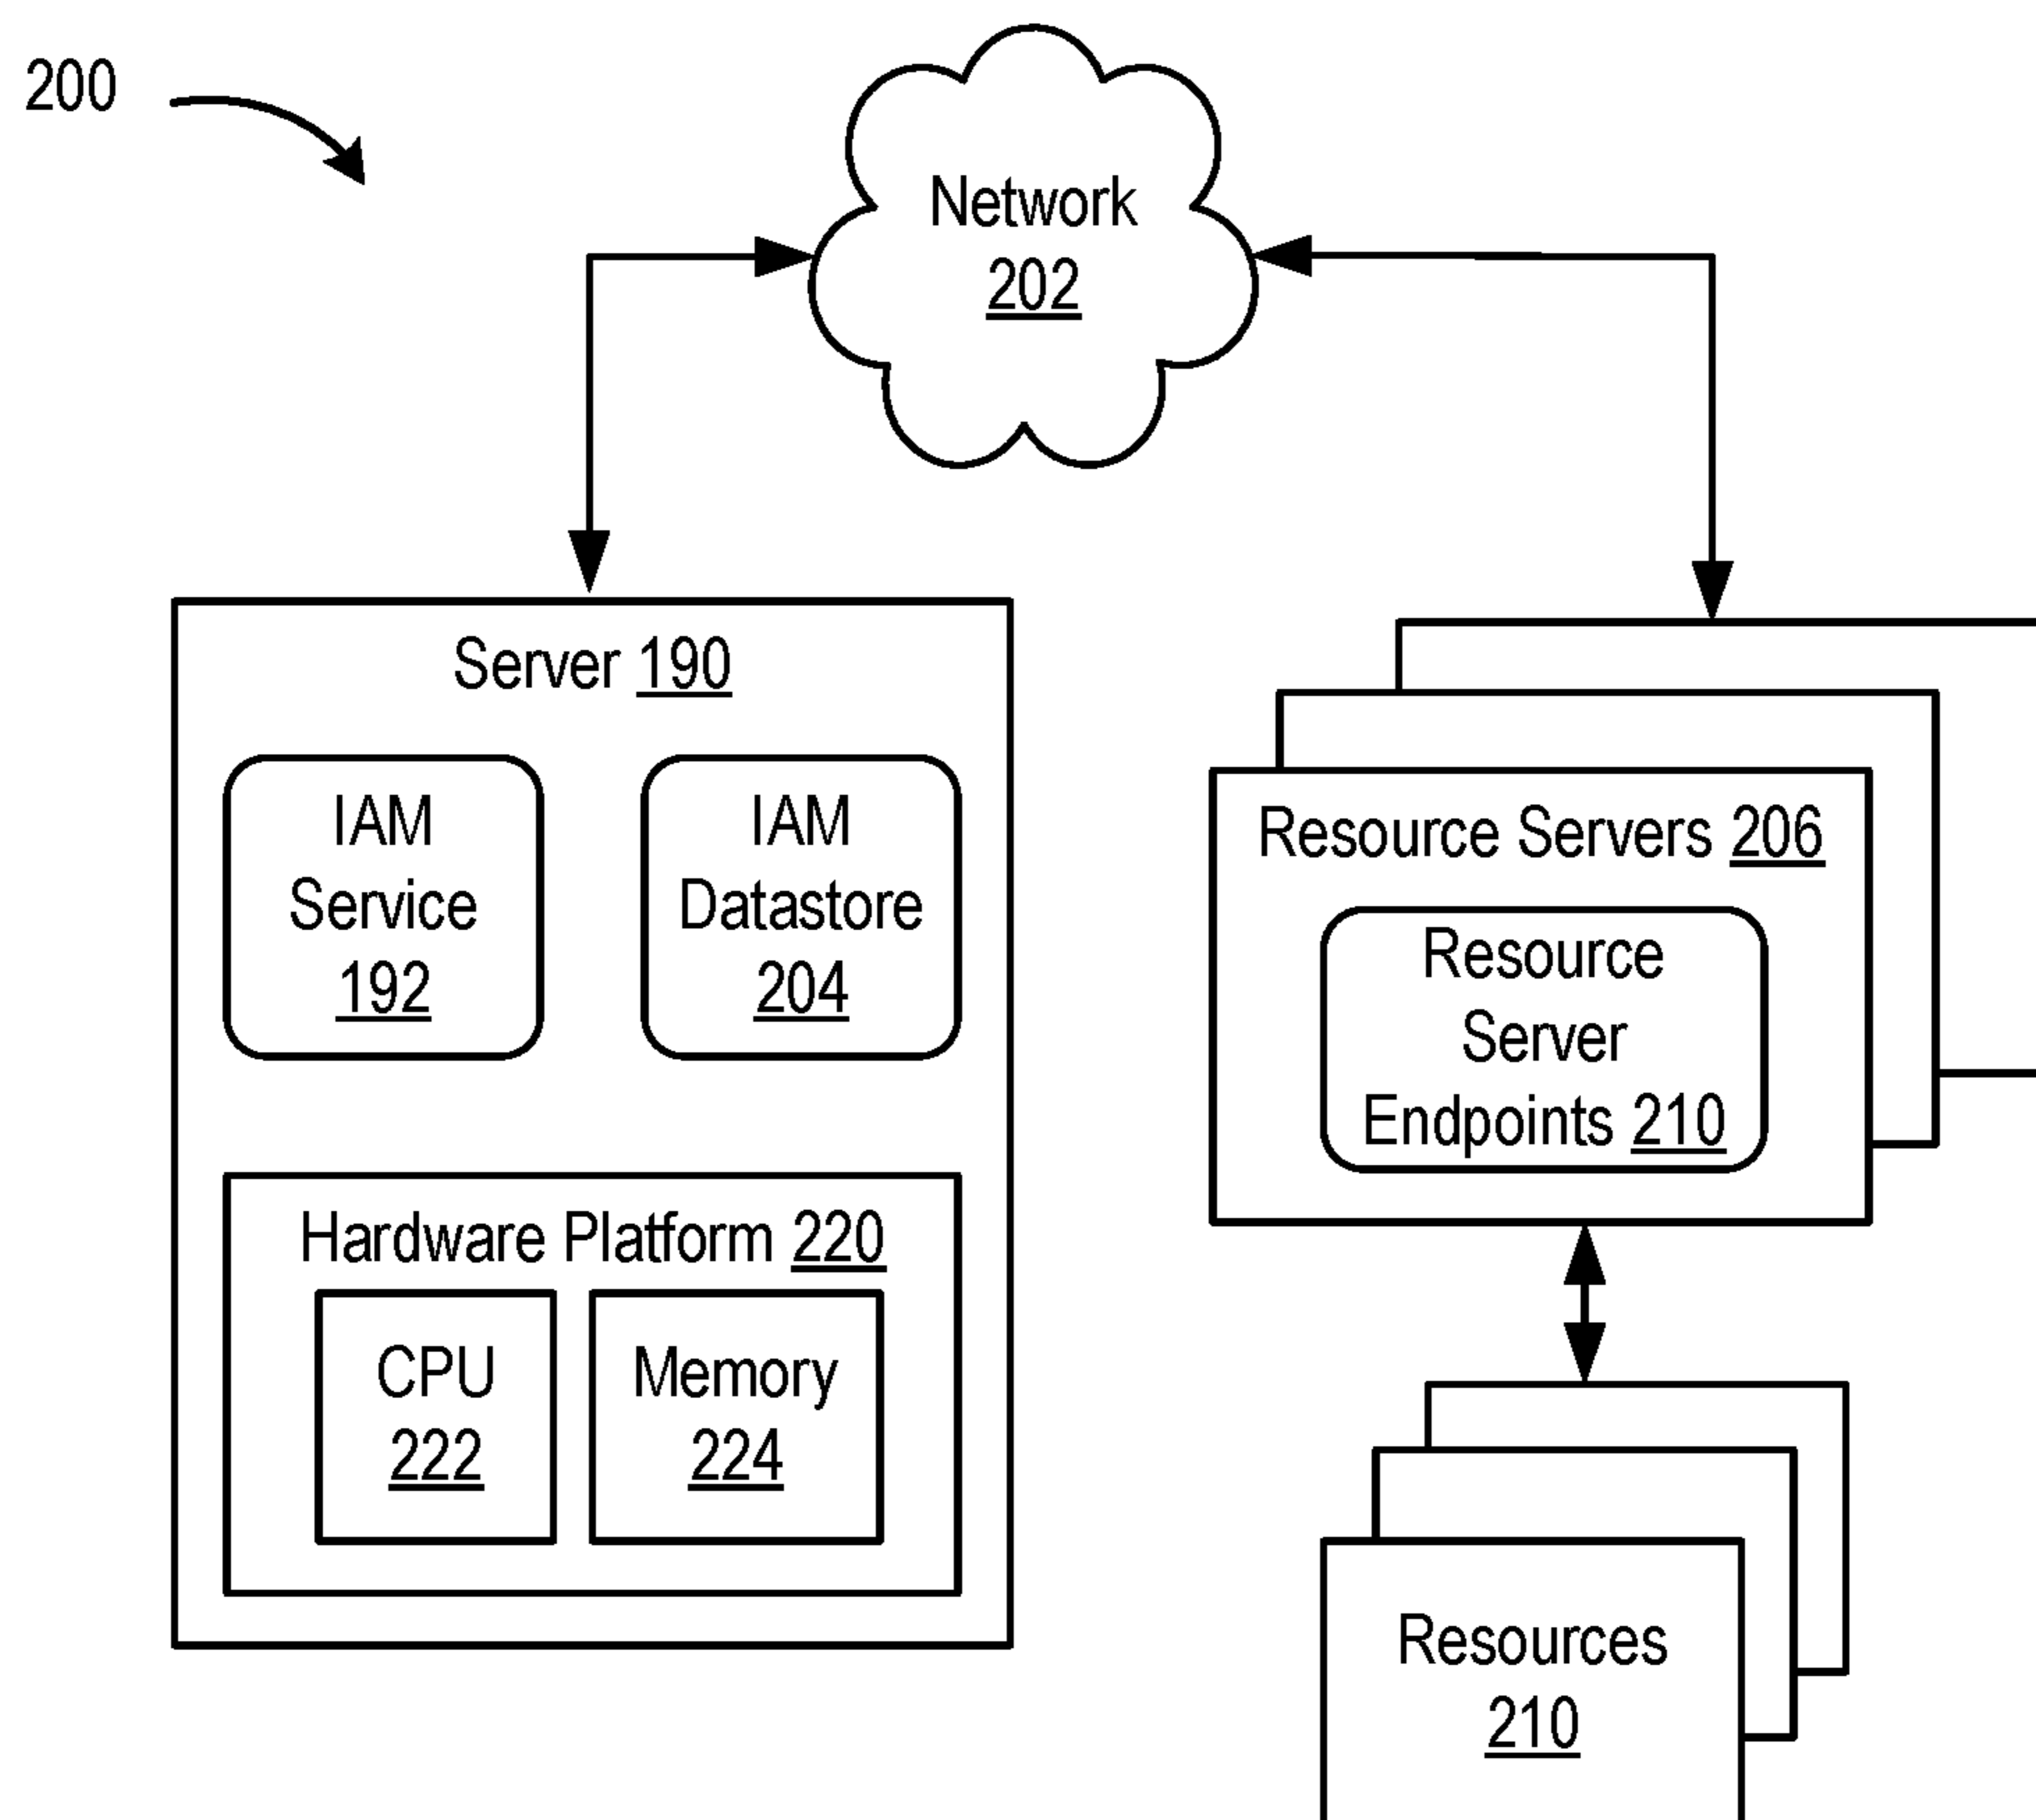 200
Network
202
Server 190
IAM
Service
192
IAM
Datastore
204
Hardware Platform 220
CPU
222
Memory
224
Resource Servers 206
Resource
Server
Endpoints 210
Resources
210